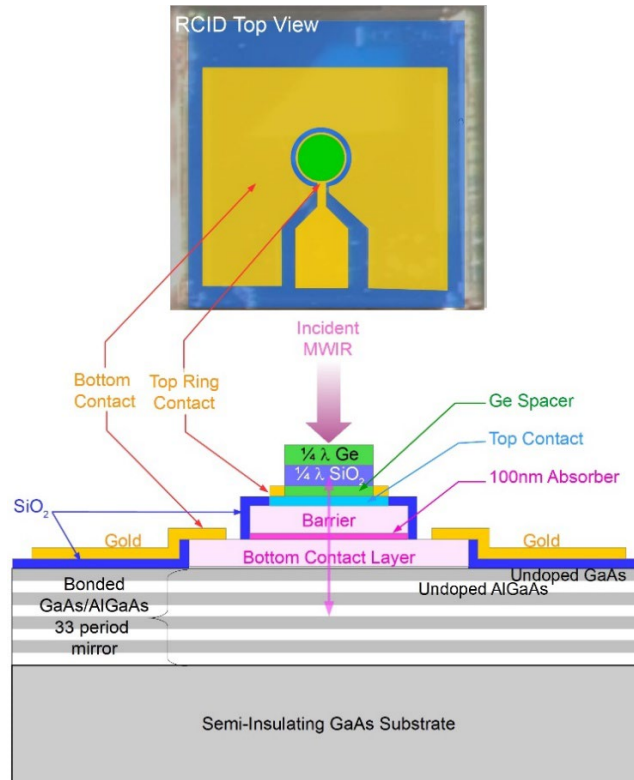 RCID Top View
Incident
MWIR
Bottom
Contact
Top Ring
Contact
Ge Spacer
Top Contact
100nm Absorber
¼ λ Ge
¼ λ SiO₂
SiO₂
Barrier
Gold
Gold
Bottom Contact Layer
Undoped GaAs
Undoped AlGaAs
Bonded
GaAs/AlGaAs
33 period
mirror
Semi-Insulating GaAs Substrate